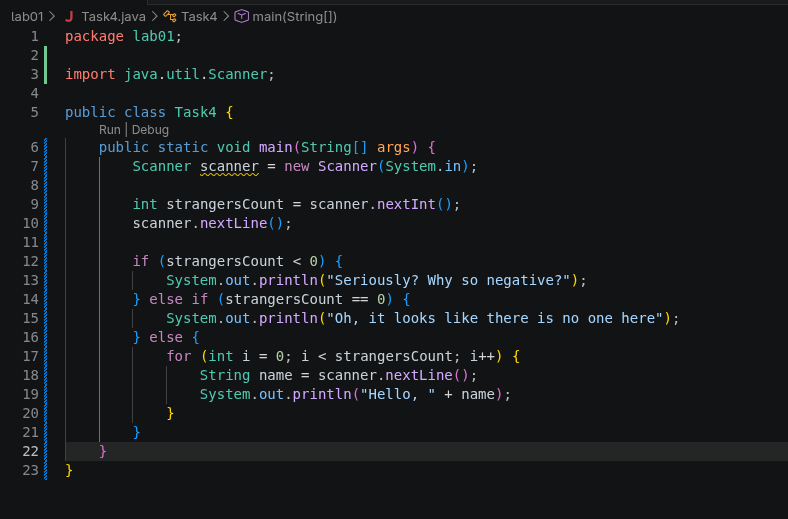 lab01 > J Task4.java > Task4 > main(String[])
1 package lab01;
2
3 import java.util.Scanner;
4
5 public class Task4 {
Run | Debug
6 public static void main(String[] args) {
7 Scanner scanner = new Scanner(System.in);
8
9 int strangersCount = scanner.nextInt();
10 scanner.nextLine();
11
12 if (strangersCount < 0) {
13 System.out.println("Seriously? Why so negative?");
14 } else if (strangersCount == 0) {
15 System.out.println("Oh, it looks like there is no one here");
16 } else {
17 for (int i = 0; i < strangersCount; i++) {
18 String name = scanner.nextLine();
19 System.out.println("Hello, " + name);
20 }
21 }
22 }
23 }